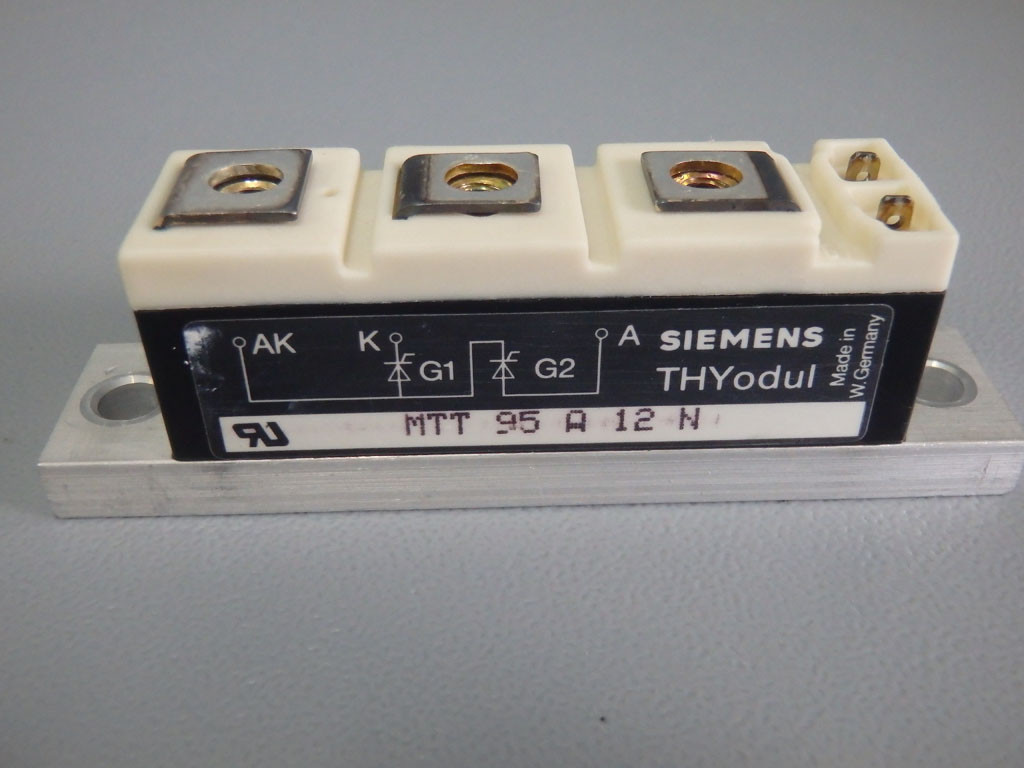 AK K G1 G2 A
SIEMENS
THYodul
Made in
W. Germany
MTT 95 A 12 N